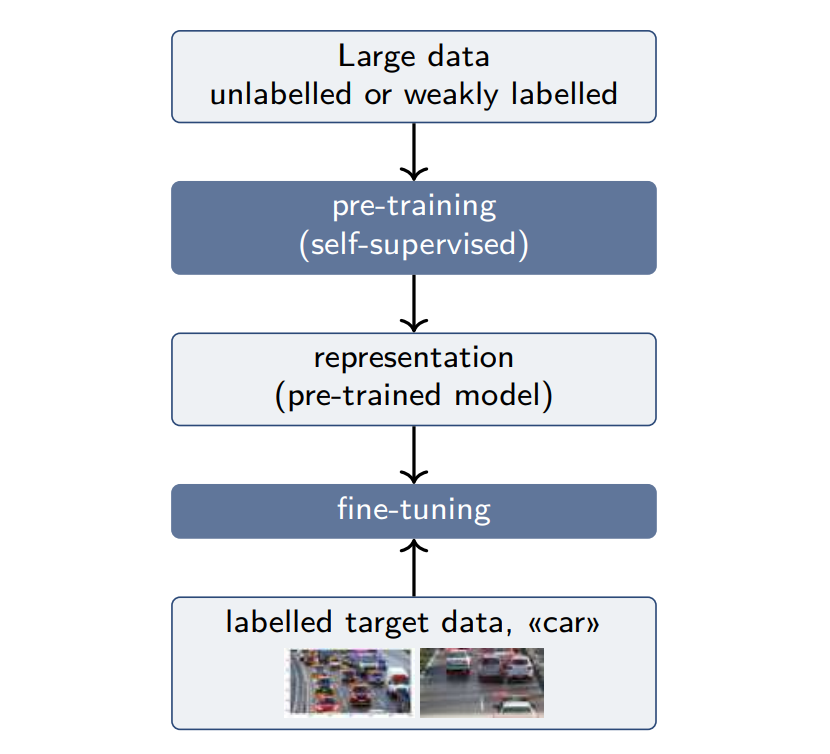 Large data
unlabelled or weakly labelled
pre-training
(self-supervised)
representation
(pre-trained model)
fine-tuning
labelled target data, «car»